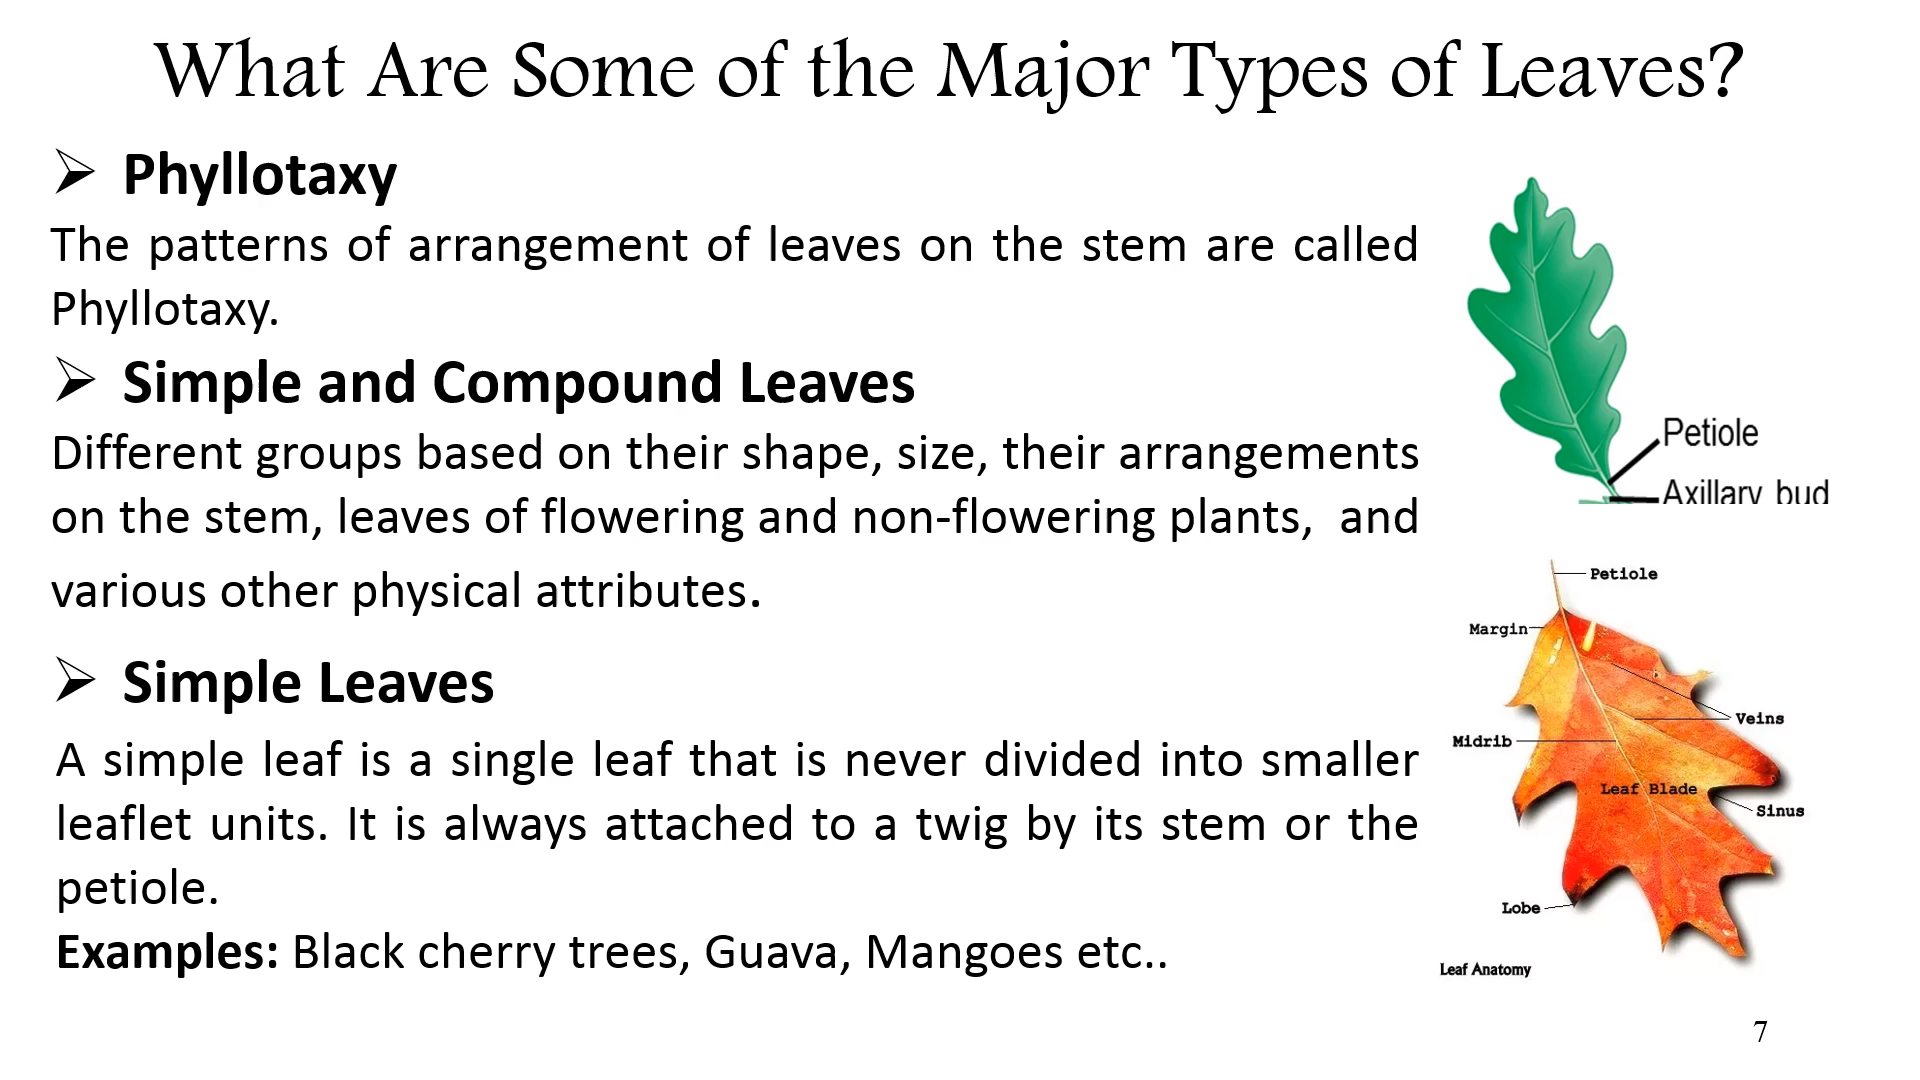 What Are Some of the Major Types of Leaves?
➢ Phyllotaxy
The patterns of arrangement of leaves on the stem are called
Phyllotaxy.
➢ Simple and Compound Leaves
Different groups based on their shape, size, their arrangements
on the stem, leaves of flowering and non-flowering plants, and
various other physical attributes.
➢ Simple Leaves
A simple leaf is a single leaf that is never divided into smaller
leaflet units. It is always attached to a twig by its stem or the
petiole.
Examples: Black cherry trees, Guava, Mangoes etc..
Petiole
Axillary bud
Petiole
Margin
Veins
Midrib
Leaf Blade
Sinus
Lobe
Leaf Anatomy
7